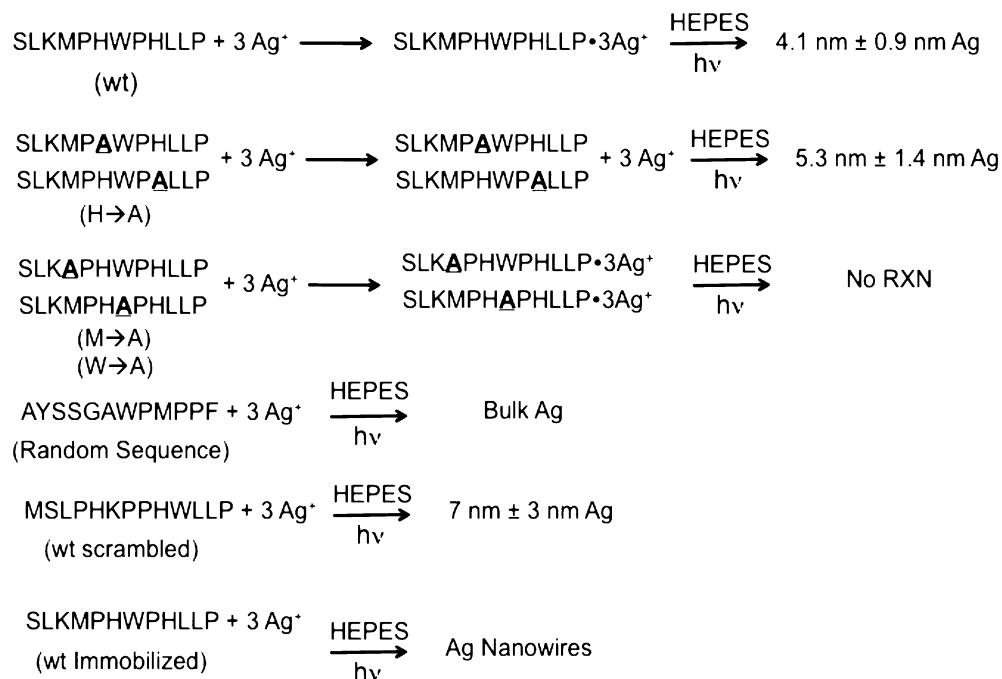 SLKMPHWPHLLP + 3 Ag⁺ ⟶ SLKMPHWPHLLP•3Ag⁺ HEPES hν 4.1 nm ± 0.9 nm Ag
(wt)
SLKMPAWPHLLP
SLKMPHWPALLP
+ 3 Ag⁺ ⟶
SLKMPAWPHLLP
SLKMPHWPALLP
+ 3 Ag⁺ HEPES hν 5.3 nm ± 1.4 nm Ag
(H→A)
SLKAPHWPHLLP
SLKMPHAPHLLP
+ 3 Ag⁺ ⟶
SLKAPHWPHLLP•3Ag⁺
SLKMPHAPHLLP•3Ag⁺
HEPES hν No RXN
(M→A)
(W→A)
AYSSGAWPMPPF + 3 Ag⁺ HEPES hν Bulk Ag
(Random Sequence)
MSLPHKPPHWLLP + 3 Ag⁺ HEPES hν 7 nm ± 3 nm Ag
(wt scrambled)
SLKMPHWPHLLP + 3 Ag⁺ HEPES hν Ag Nanowires
(wt Immobilized)